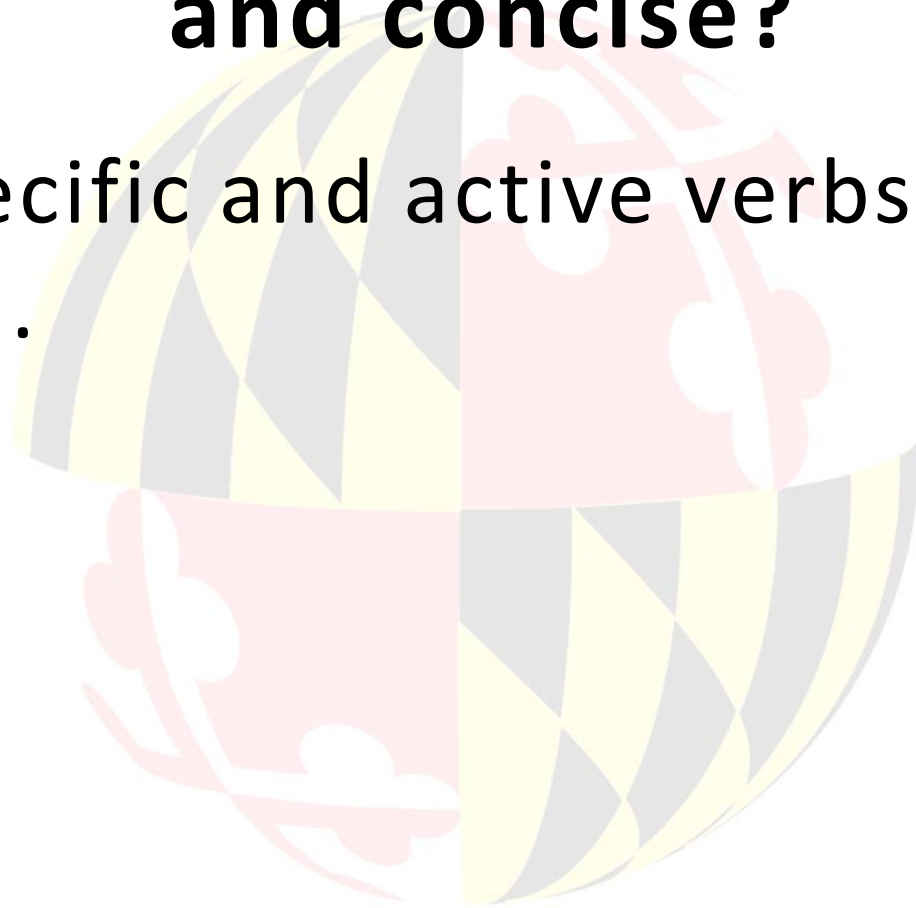 and concise?
ecific and active verbs
.